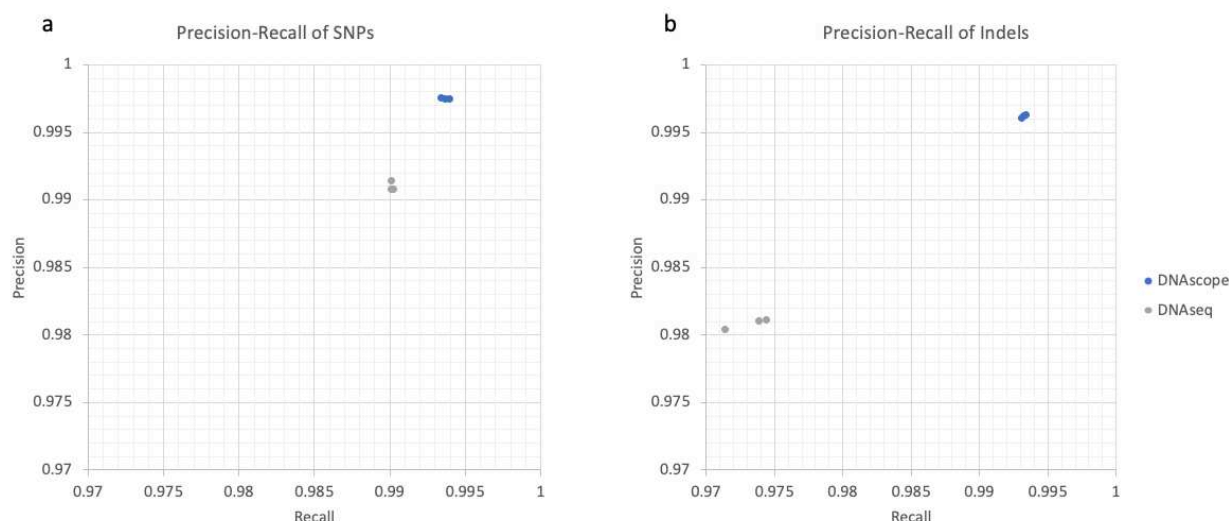 a
Precision-Recall of SNPs
1
0.995
0.99
0.985
0.98
0.975
0.97
Precision
0.97 0.975 0.98 0.985 0.99 0.995 1
Recall
b
Precision-Recall of Indels
1
0.995
0.99
0.985
0.98
0.975
0.97
Precision
0.97 0.975 0.98 0.985 0.99 0.995 1
Recall
DNAscope
DNAseq